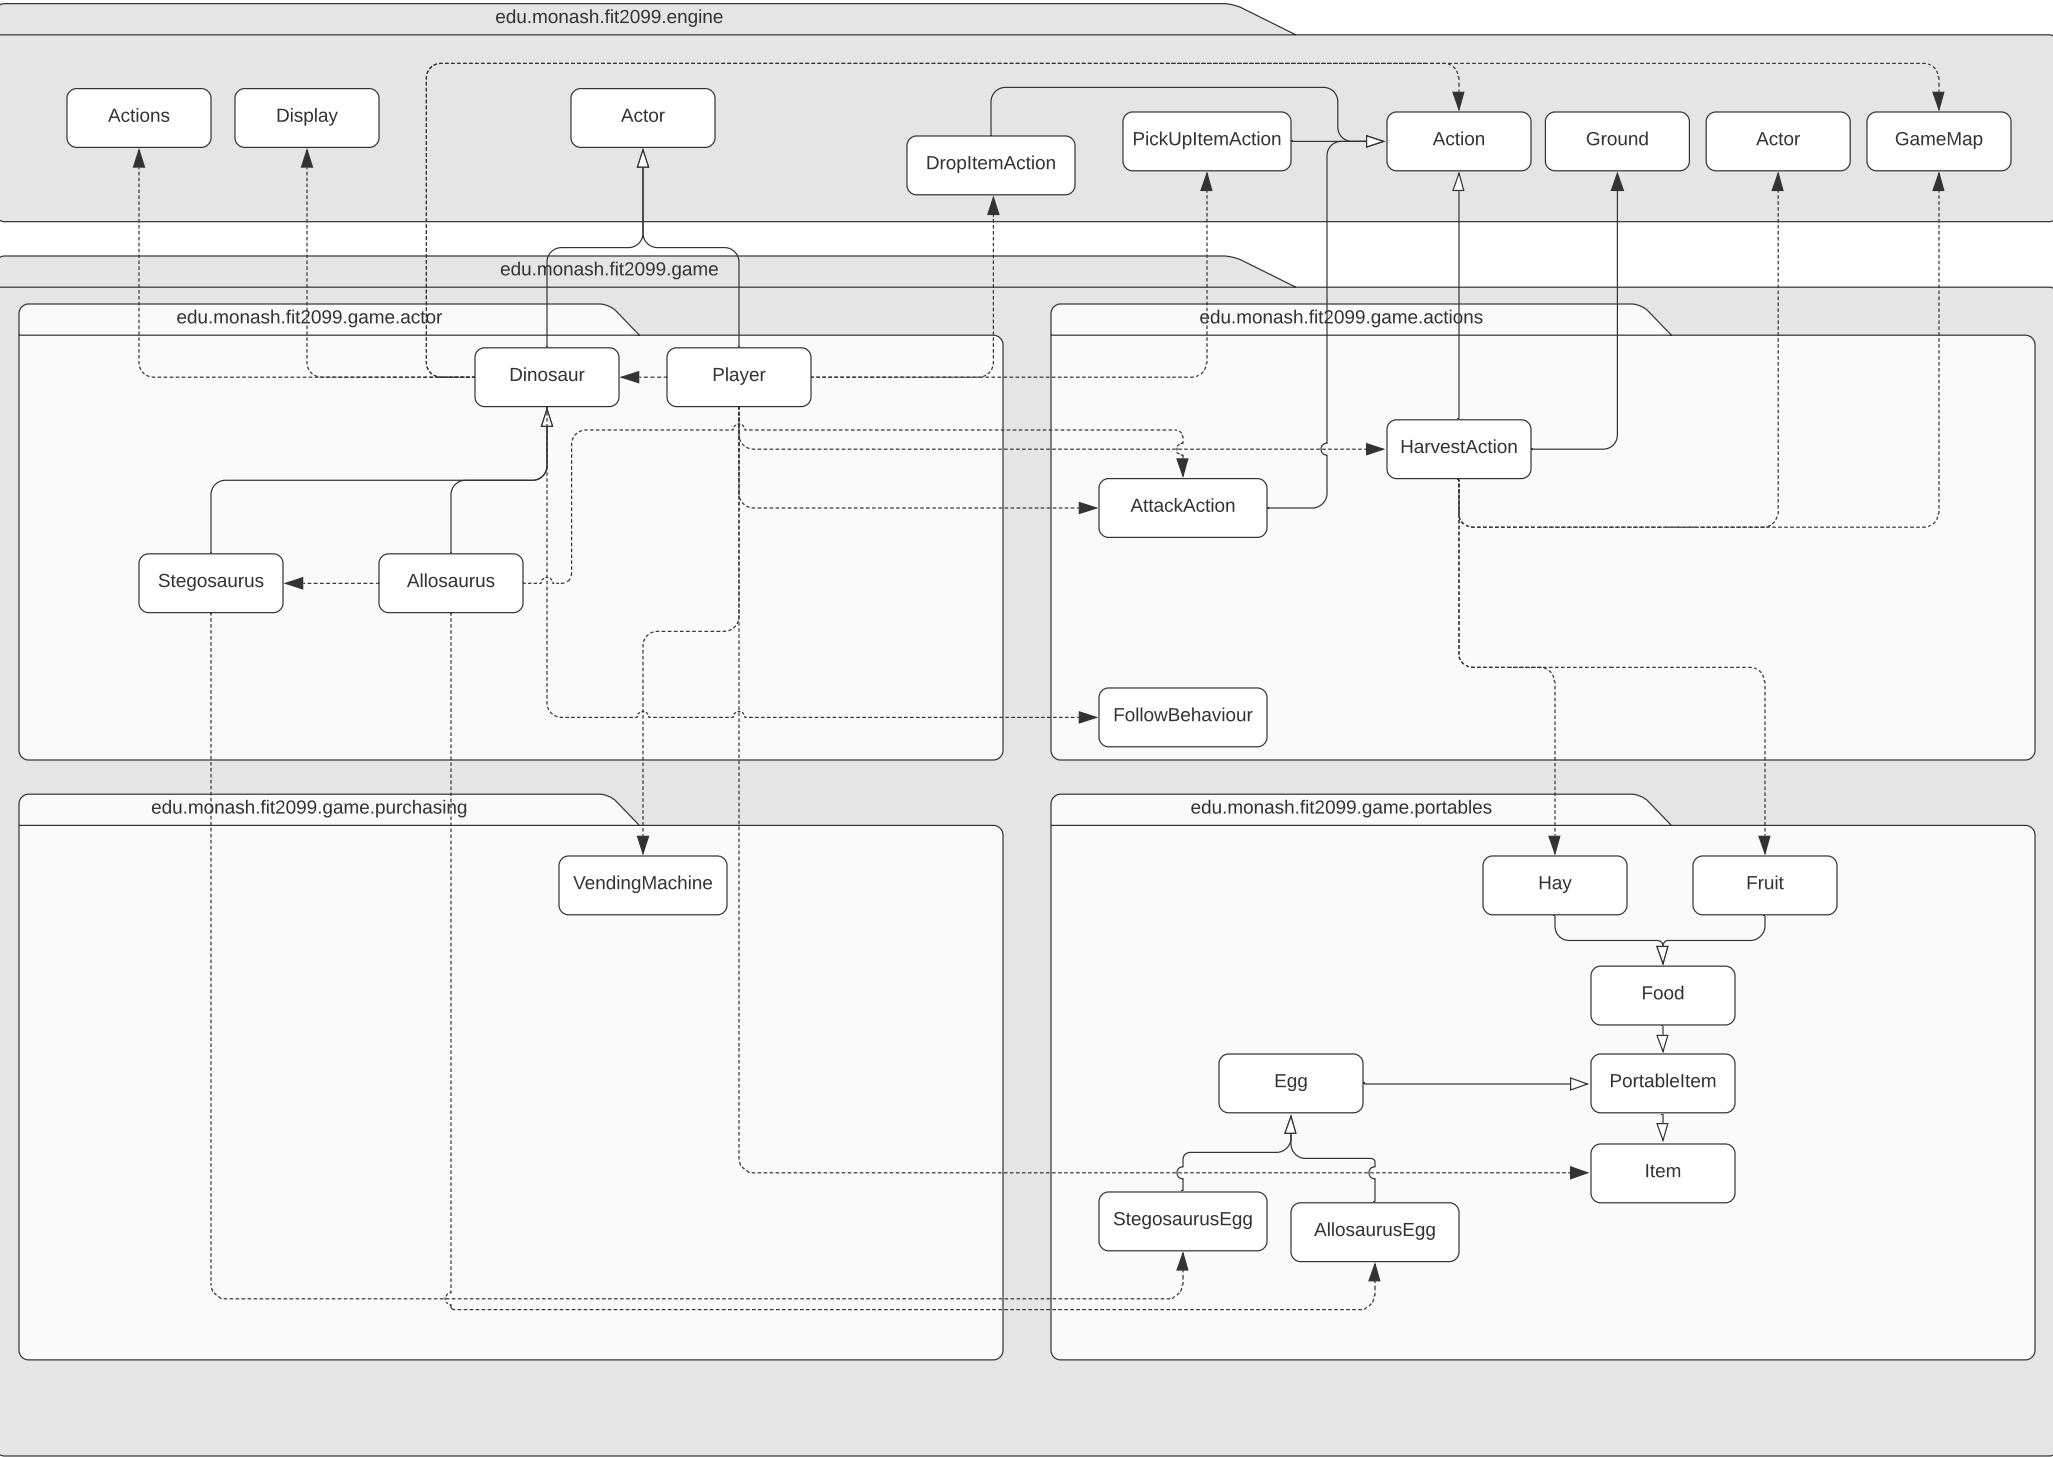 edu.monash.fit2099.engine
Actions
Display
Actor
DropItemAction
PickUpItemAction
Action
Ground
Actor
GameMap
edu.monash.fit2099.game
edu.monash.fit2099.game.actor
Dinosaur
Player
Stegosaurus
Allosaurus
edu.monash.fit2099.game.actions
HarvestAction
AttackAction
FollowBehaviour
edu.monash.fit2099.game.purchasing
VendingMachine
edu.monash.fit2099.game.portables
Hay
Fruit
Food
Egg
PortableItem
Item
StegosaurusEgg
AllosaurusEgg